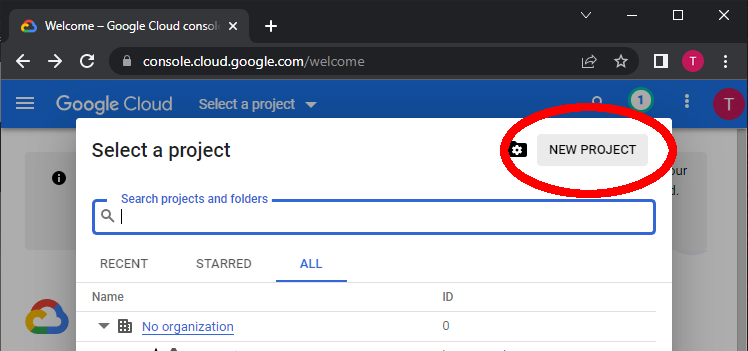 Welcome – Google Cloud consol
console.cloud.google.com/welcome
T
Google Cloud
Select a project
1
T
Select a project
NEW PROJECT
our
d.
Search projects and folders
RECENT
STARRED
ALL
Name
ID
No organization
0